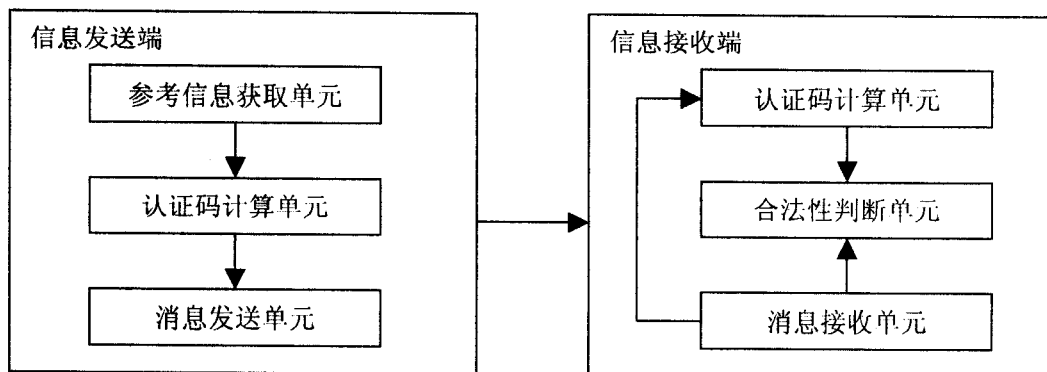 信息发送端
参考信息获取单元
认证码计算单元
消息发送单元
信息接收端
认证码计算单元
合法性判断单元
消息接收单元